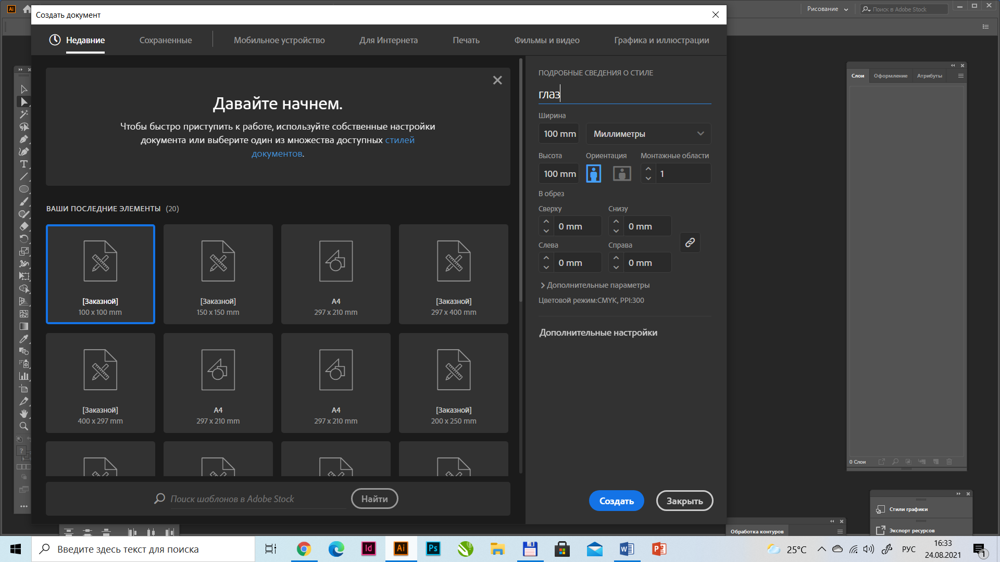 Ai
Рисование
Поиск в Adobe Stock
Создать документ
Недавние
Сохраненные
Мобильное устройство
Для Интернета
Печать
Фильмы и видео
Графика и иллюстрации
Давайте начнем.
Чтобы быстро приступить к работе, используйте собственные настройки
документа или выберите один из множества доступных стилей
документов.
ВАШИ ПОСЛЕДНИЕ ЭЛЕМЕНТЫ (20)
[Заказной]
100 x 100 mm
[Заказной]
150 x 150 mm
A4
297 x 210 mm
[Заказной]
297 x 400 mm
[Заказной]
400 x 297 mm
A4
297 x 210 mm
A4
297 x 210 mm
[Заказной]
200 x 250 mm
Поиск шаблонов в Adobe Stock
Найти
ПОДРОБНЫЕ СВЕДЕНИЯ О СТИЛЕ
глаз
Ширина
100 mm
Миллиметры
Высота
Ориентация
Монтажные области
100 mm
1
В обрез
Сверху
Снизу
0 mm
0 mm
Слева
Справа
0 mm
0 mm
Дополнительные параметры
Цветовой режим:CMYK, PPI:300
Дополнительные настройки
Создать
Закрыть
Слои
Оформление
Атрибуты
0 Слои
Стили графики
Экспорт ресурсов
Обработка контуров
Введите здесь текст для поиска
Id
Ai
Ps
25°C
РУС
16:33
24.08.2021
1